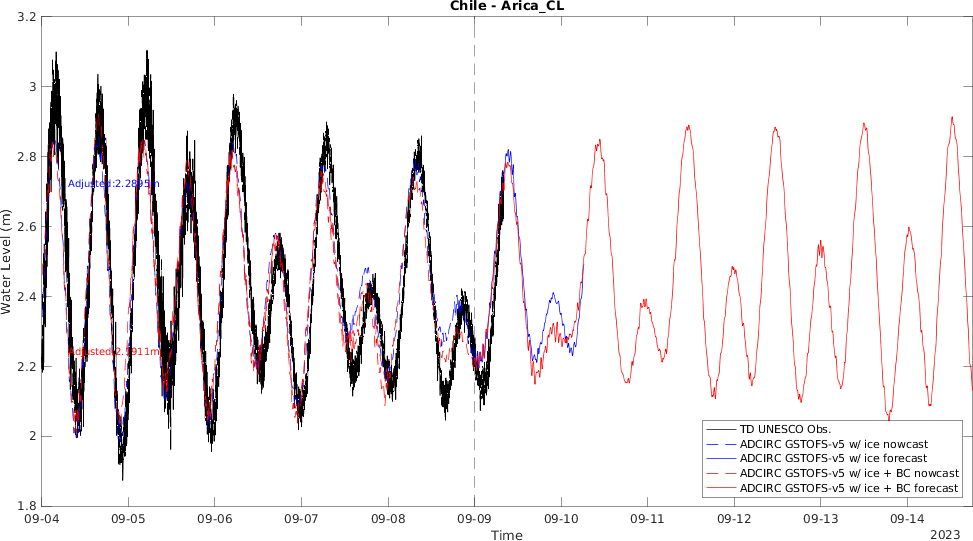 Chile - Arica_CL
3.2
3
2.8
2.6
2.4
2.2
2
1.8
Water Level (m)
Adjusted:2.2895m
TD UNESCO Obs.
ADCIRC GSTOFS-v5 w/ ice nowcast
ADCIRC GSTOFS-v5 w/ ice forecast
ADCIRC GSTOFS-v5 w/ ice + BC nowcast
ADCIRC GSTOFS-v5 w/ ice + BC forecast
09-04 09-05 09-06 09-07 09-08 09-09 09-10 09-11 09-12 09-13 09-14
Time
2023